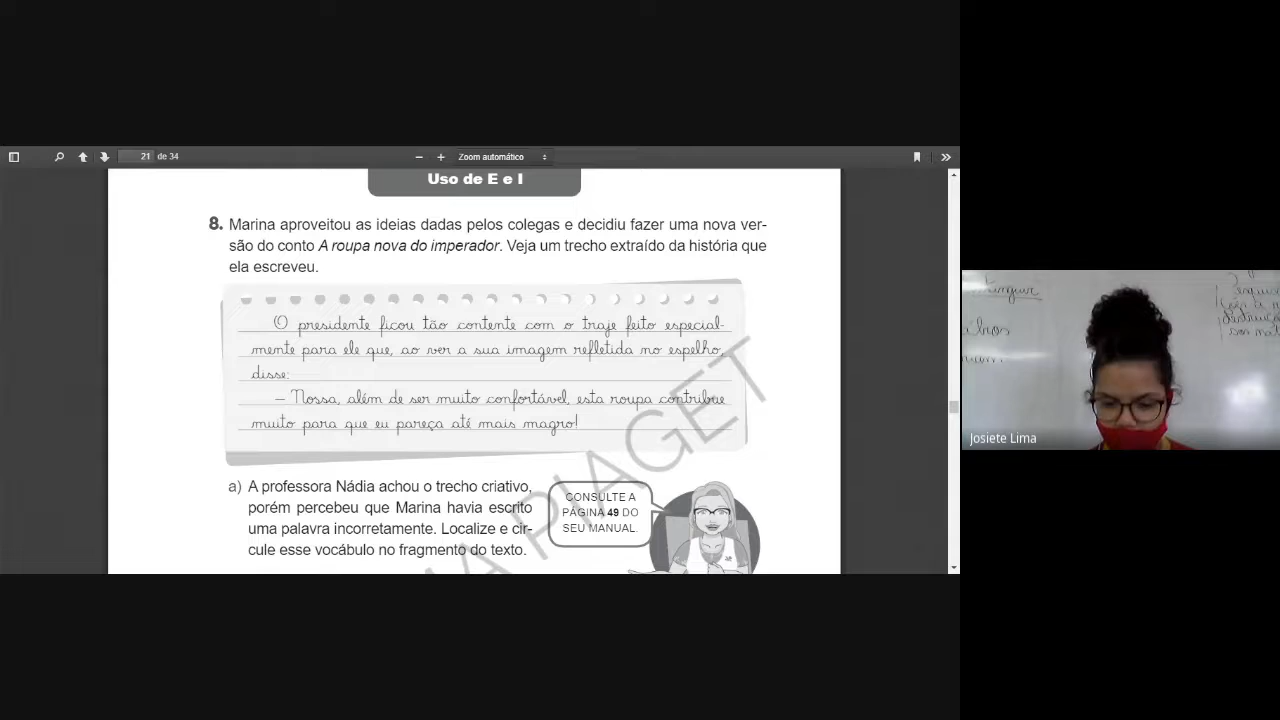 21 de 34
Zoom automático
Uso de E e I
8. Marina aproveitou as ideias dadas pelos colegas e decidiu fazer uma nova ver-
são do conto A roupa nova do imperador. Veja um trecho extraído da história que
ela escreveu.
O presidente ficou tão contente com o traje feito especial-
mente para ele que, ao ver a sua imagem refletida no espelho,
disse:
– Nossa, além de ser muito confortável, esta roupa contribue
muito para que eu pareça até mais magro!
a) A professora Nádia achou o trecho criativo,
porém percebeu que Marina havia escrito
uma palavra incorretamente. Localize e cir-
cule esse vocábulo no fragmento do texto.
CONSULTE A
PÁGINA 49 DO
SEU MANUAL.
PIAGET
Josiete Lima